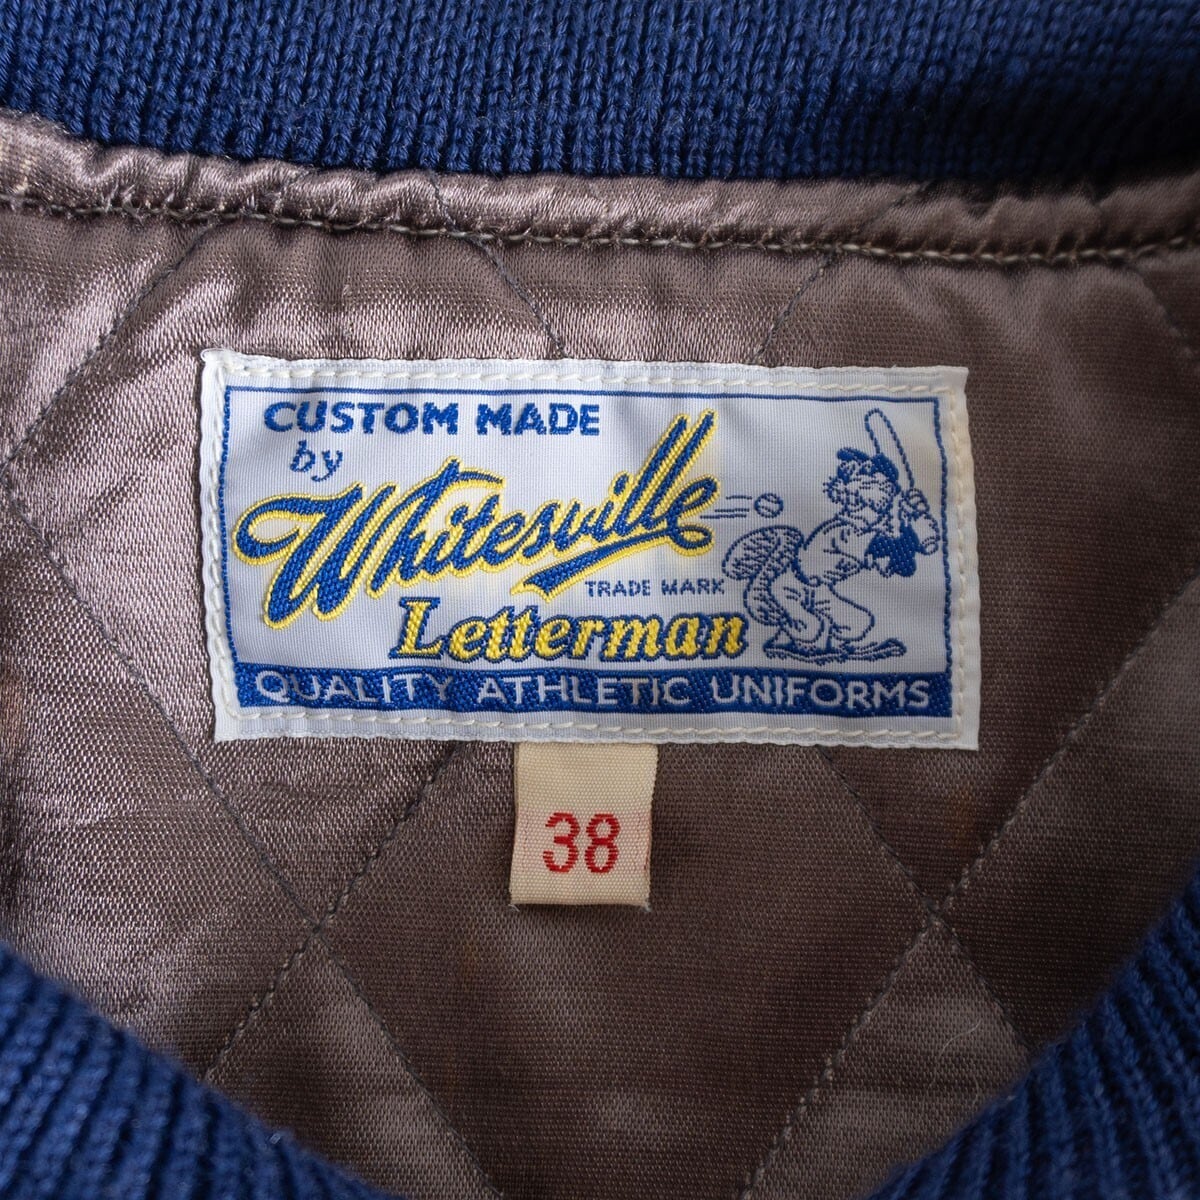 CUSTOM MADE
by
Whitesville
TRADE MARK
Letterman
QUALITY ATHLETIC UNIFORMS
38